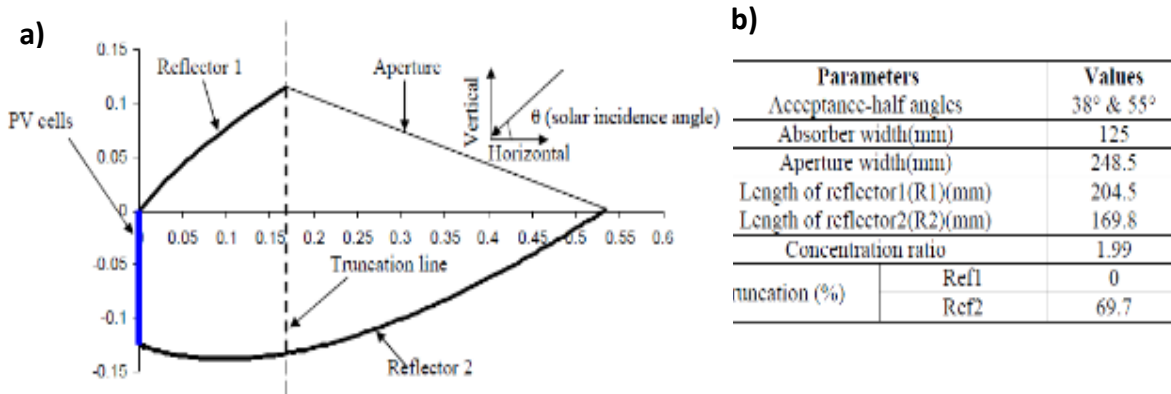 a)
0.15
Reflector 1
Aperture
Vertical
θ (solar incidence angle)
Horizontal
0.1
PV cells
0.05
0
0 0.05 0.1 0.15 0.2 0.25 0.3 0.35 0.4 0.45 0.5 0.55 0.6
-0.05
Truncation line
-0.1
Reflector 2
-0.15
b)
Parameters Values
Acceptance-half angles 38° & 55°
Absorber width(mm) 125
Aperture width(mm) 248.5
Length of reflector1(R1)(mm) 204.5
Length of reflector2(R2)(mm) 169.8
Concentration ratio 1.99
runcation (%) Ref1 0
Ref2 69.7